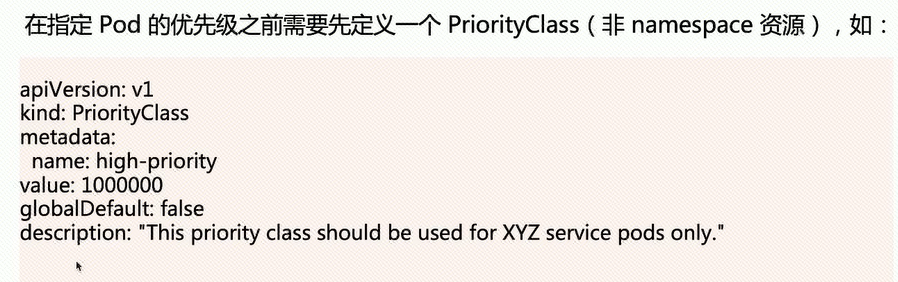 在指定 Pod 的优先级之前需要先定义一个 PriorityClass（非 namespace 资源），如：
apiVersion: v1
kind: PriorityClass
metadata:
  name: high-priority
value: 1000000
globalDefault: false
description: "This priority class should be used for XYZ service pods only."